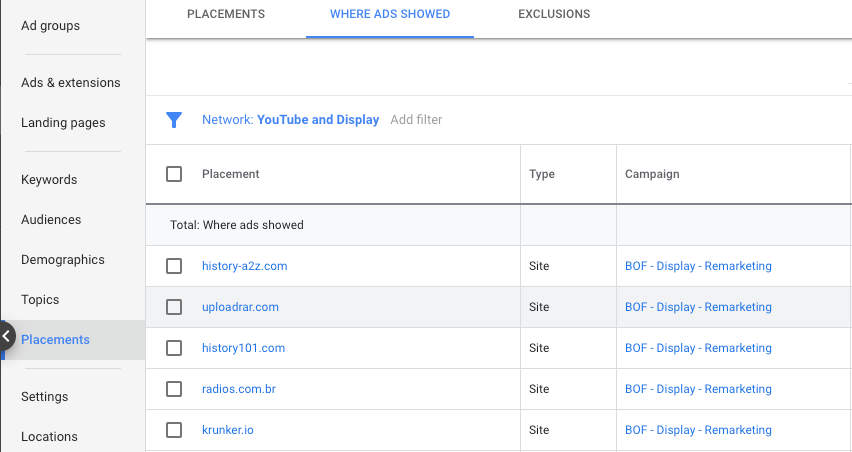 Ad groups
PLACEMENTS WHERE ADS SHOWED EXCLUSIONS
Ads & extensions
Landing pages
Network: YouTube and Display Add filter
Keywords
Placement Type Campaign
Audiences
Total: Where ads showed
Demographics
history-a2z.com Site BOF - Display - Remarketing
Topics
uploadrar.com Site BOF - Display - Remarketing
Placements
history101.com Site BOF - Display - Remarketing
Settings
radios.com.br Site BOF - Display - Remarketing
Locations
krunker.io Site BOF - Display - Remarketing